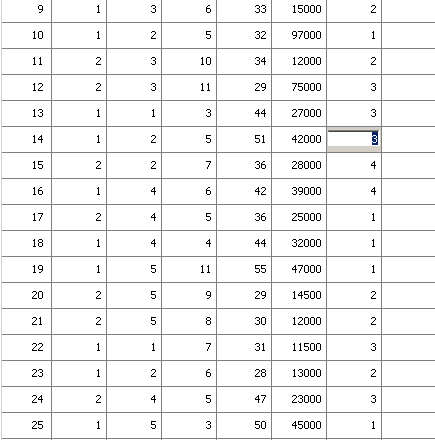 9 1 3 6 33 15000 2
10 1 2 5 32 97000 1
11 2 3 10 34 12000 2
12 2 3 11 29 75000 3
13 1 1 3 44 27000 3
14 1 2 5 51 42000 3
15 2 2 7 36 28000 4
16 1 4 6 42 39000 4
17 2 4 5 36 25000 1
18 1 4 4 44 32000 1
19 1 5 11 55 47000 1
20 2 5 9 29 14500 2
21 2 5 8 30 12000 2
22 1 1 7 31 11500 3
23 1 2 6 28 13000 2
24 2 4 5 47 23000 3
25 1 5 3 50 45000 1